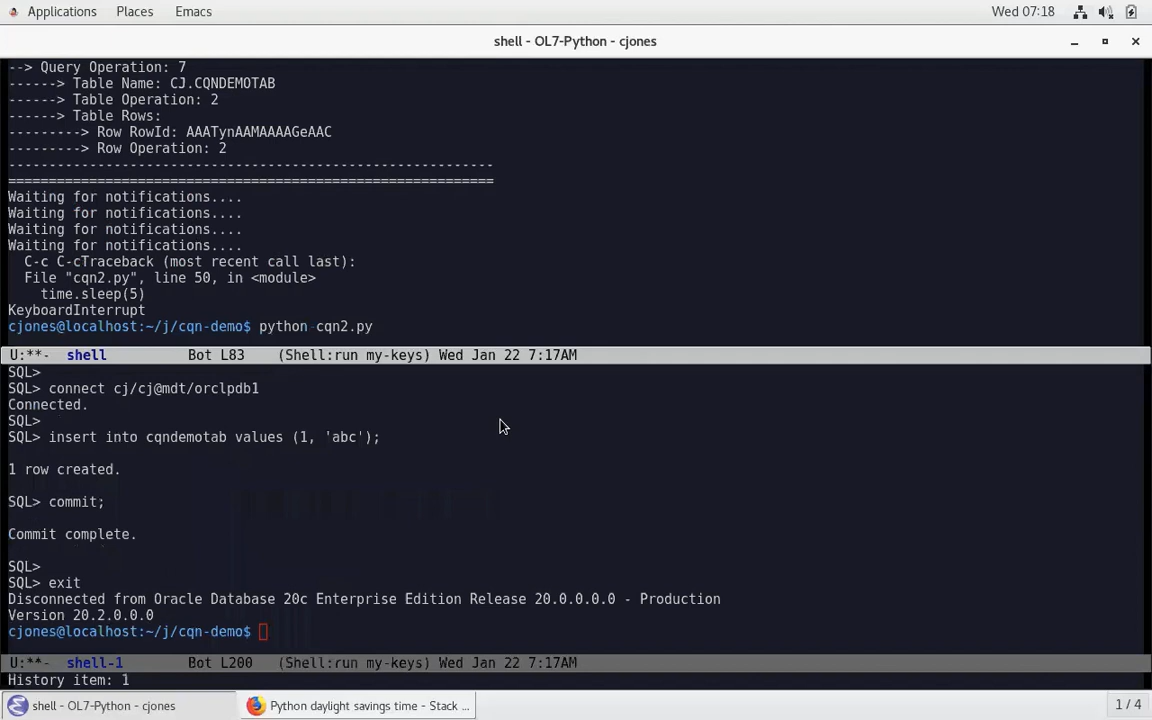 Applications Places Emacs Wed 07:18
shell - OL7-Python - cjones
--> Query Operation: 7
------> Table Name: CJ.CQNDEMOTAB
------> Table Operation: 2
------> Table Rows:
---------> Row RowId: AAATynAAMAAAAGeAAC
---------> Row Operation: 2
------------------------------------------------------------
============================================================
Waiting for notifications....
Waiting for notifications....
Waiting for notifications....
Waiting for notifications....
C-c C-cTraceback (most recent call last):
File "cqn2.py", line 50, in <module>
time.sleep(5)
KeyboardInterrupt
cjones@localhost:~/j/cqn-demo$ python cqn2.py
U:**- shell Bot L83 (Shell:run my-keys) Wed Jan 22 7:17AM
SQL>
SQL> connect cj/cj@mdt/orclpdb1
Connected.
SQL>
SQL> insert into cqndemotab values (1, 'abc');
1 row created.
SQL> commit;
Commit complete.
SQL>
SQL> exit
Disconnected from Oracle Database 20c Enterprise Edition Release 20.0.0.0.0 - Production
Version 20.2.0.0.0
cjones@localhost:~/j/cqn-demo$
U:**- shell-1 Bot L200 (Shell:run my-keys) Wed Jan 22 7:17AM
History item: 1
shell - OL7-Python - cjones Python daylight savings time - Stack ... 1 / 4